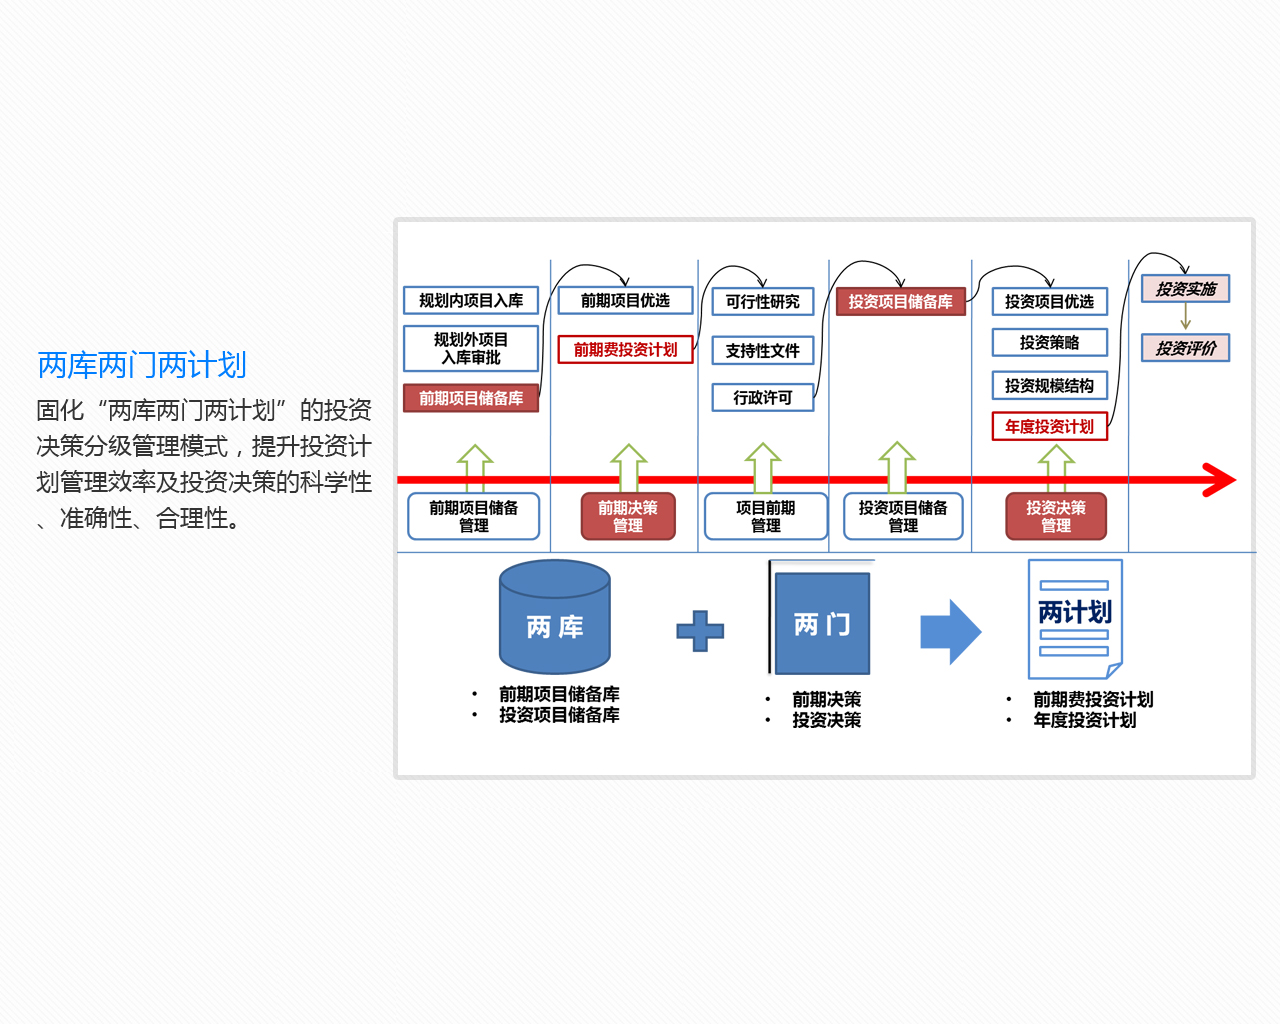 两库两门两计划
固化“两库两门两计划”的投资
决策分级管理模式，提升投资计
划管理效率及投资决策的科学性
、准确性、合理性。
规划内项目入库
规划外项目
入库审批
前期项目储备库
前期项目优选
前期费投资计划
可行性研究
支持性文件
行政许可
投资项目储备库
投资项目优选
投资策略
投资规模结构
年度投资计划
投资实施
投资评价
前期项目储备
管理
前期决策
管理
项目前期
管理
投资项目储备
管理
投资决策
管理
两 库
两 门
两计划
• 前期项目储备库
• 投资项目储备库
• 前期决策
• 投资决策
• 前期费投资计划
• 年度投资计划